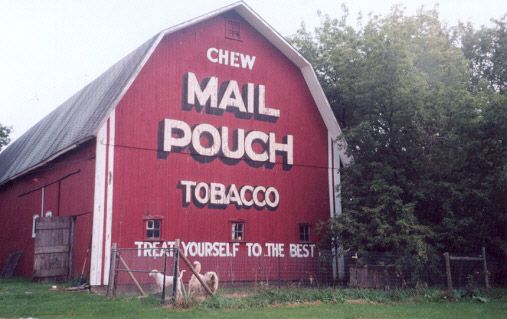 CHEW
MAIL
POUCH
TOBACCO
TREAT YOURSELF TO THE BEST